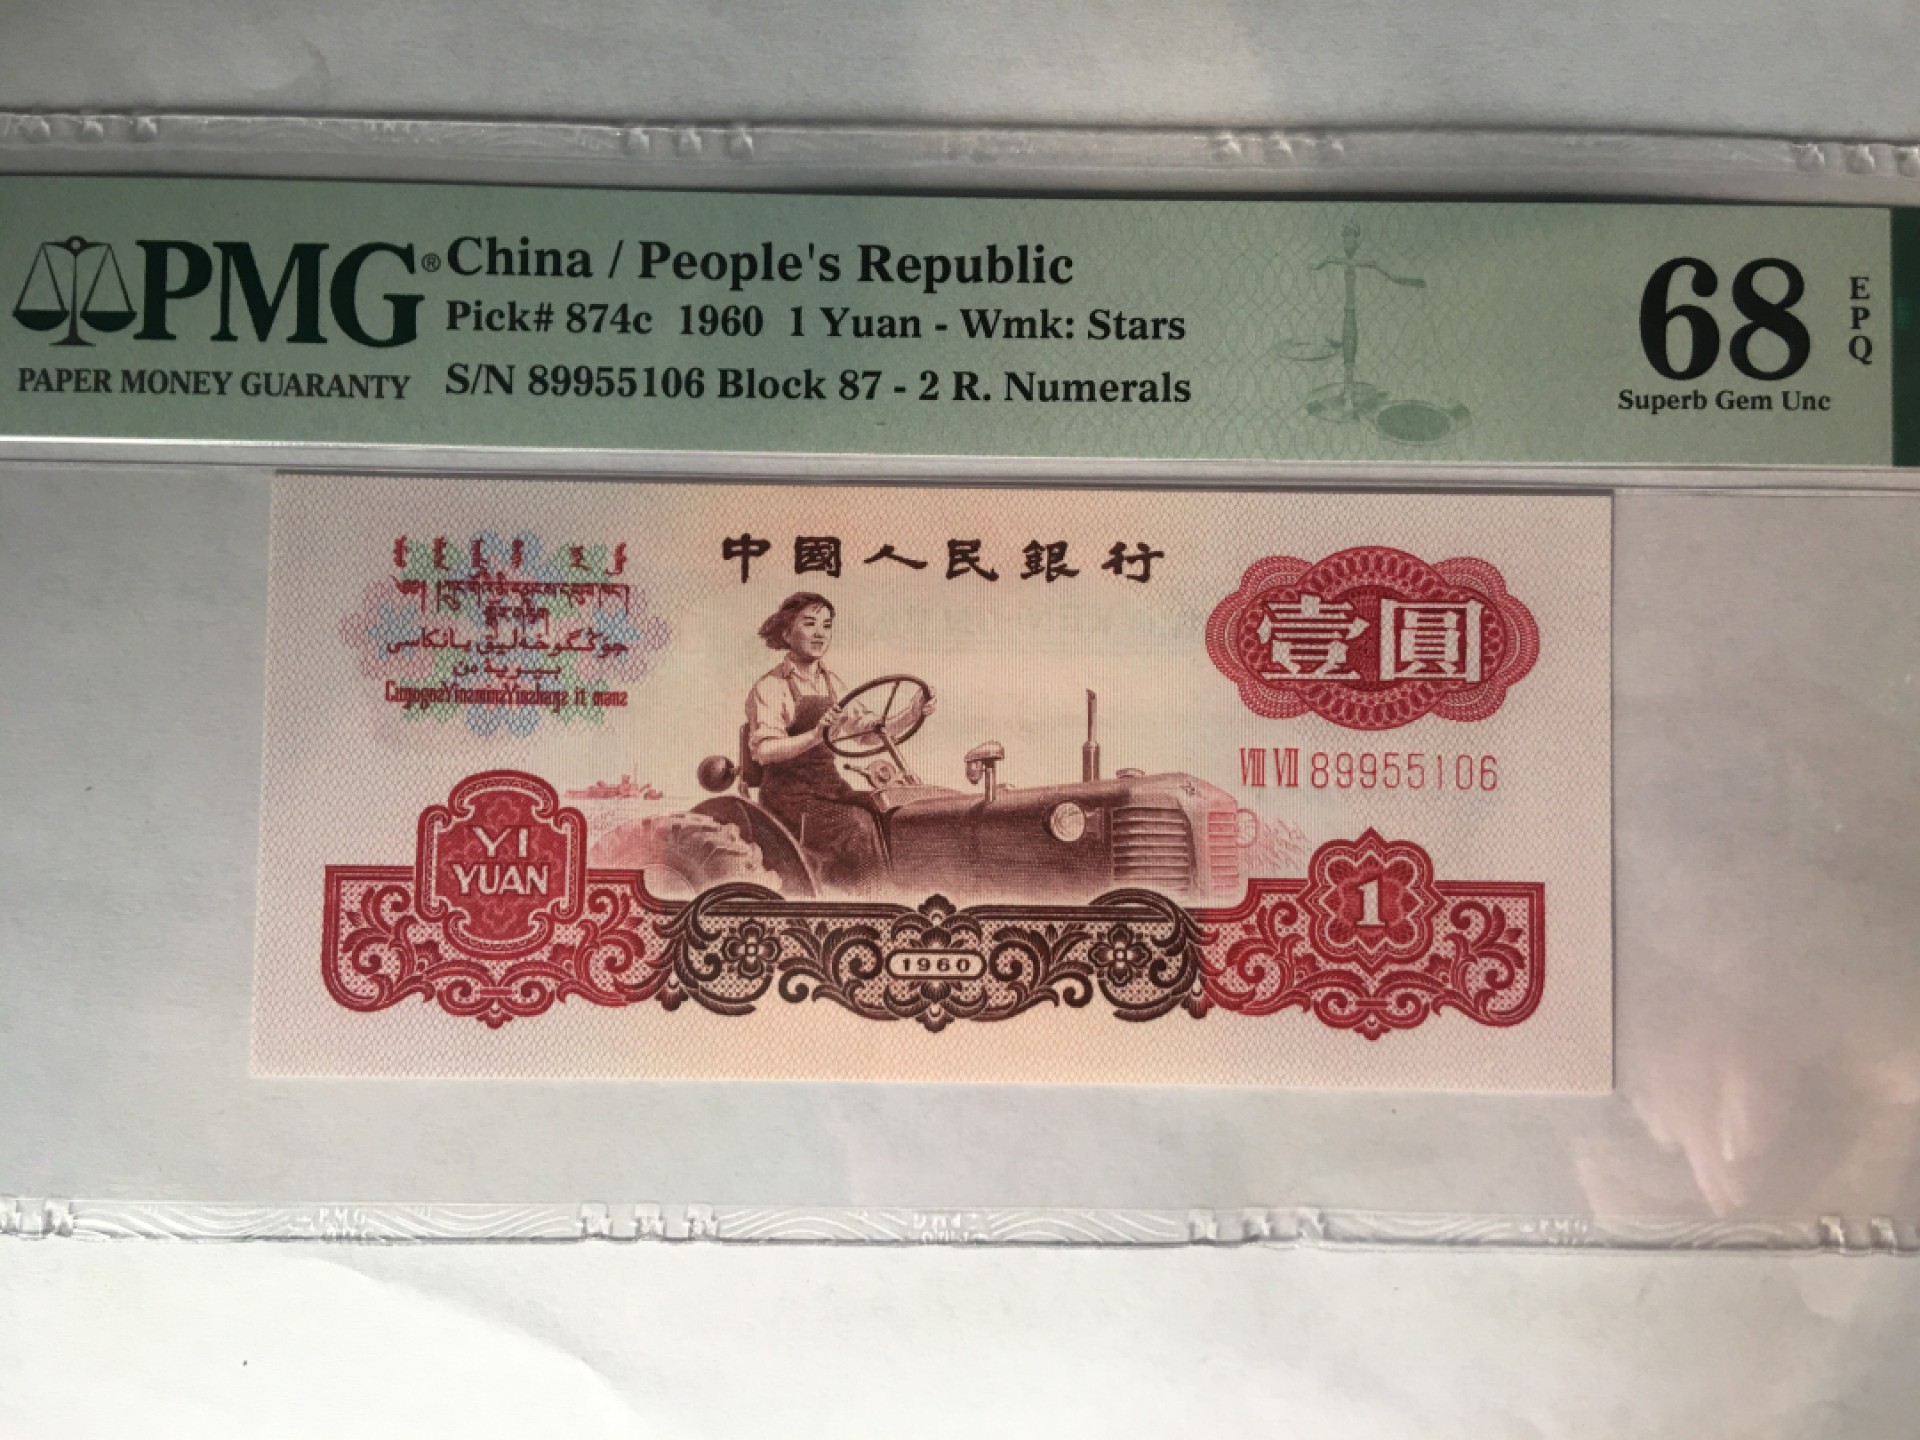 PMG®
PAPER MONEY GUARANTY
China / People's Republic
Pick# 874c 1960 1 Yuan - Wmk: Stars
S/N 89955106 Block 87 - 2 R. Numerals
68
EPQ
Superb Gem Unc
中國人民銀行
壹圓
VIII VII 89955106
YI
YUAN
1960
1